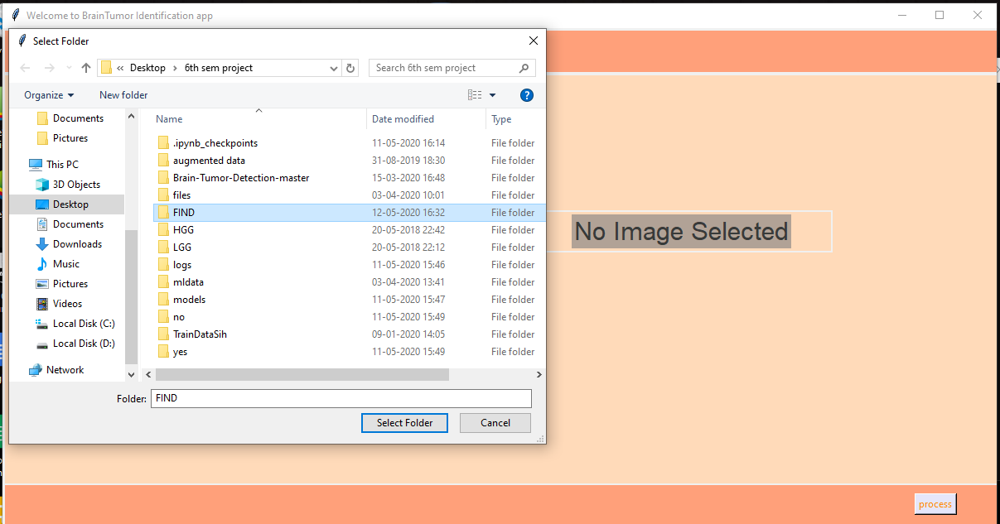 Welcome to BrainTumor Identification app
Select Folder
« Desktop › 6th sem project
Search 6th sem project
Organize
New folder
?
Documents
Pictures
This PC
3D Objects
Desktop
Documents
Downloads
Music
Pictures
Videos
Local Disk (C:)
Local Disk (D:)
Network
Name Date modified Type
.ipynb_checkpoints 11-05-2020 16:14 File folder
augmented data 31-08-2019 18:30 File folder
Brain-Tumor-Detection-master 15-03-2020 16:48 File folder
files 03-04-2020 10:01 File folder
FIND 12-05-2020 16:32 File folder
HGG 20-05-2018 22:42 File folder
LGG 20-05-2018 22:12 File folder
logs 11-05-2020 15:46 File folder
mldata 03-04-2020 13:41 File folder
models 11-05-2020 15:47 File folder
no 11-05-2020 15:49 File folder
TrainDataSih 09-01-2020 14:05 File folder
yes 11-05-2020 15:49 File folder
Folder: FIND
Select Folder
Cancel
No Image Selected
process